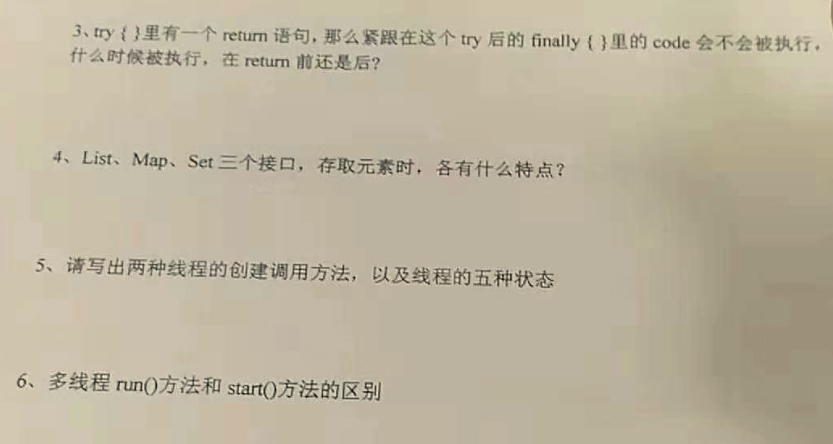 3、try { }里有一个 return 语句，那么紧跟在这个 try 后的 finally { }里的 code 会不会被执行，
什么时候被执行，在 return 前还是后？
4、List、Map、Set 三个接口，存取元素时，各有什么特点？
5、请写出两种线程的创建调用方法，以及线程的五种状态
6、多线程 run()方法和 start()方法的区别